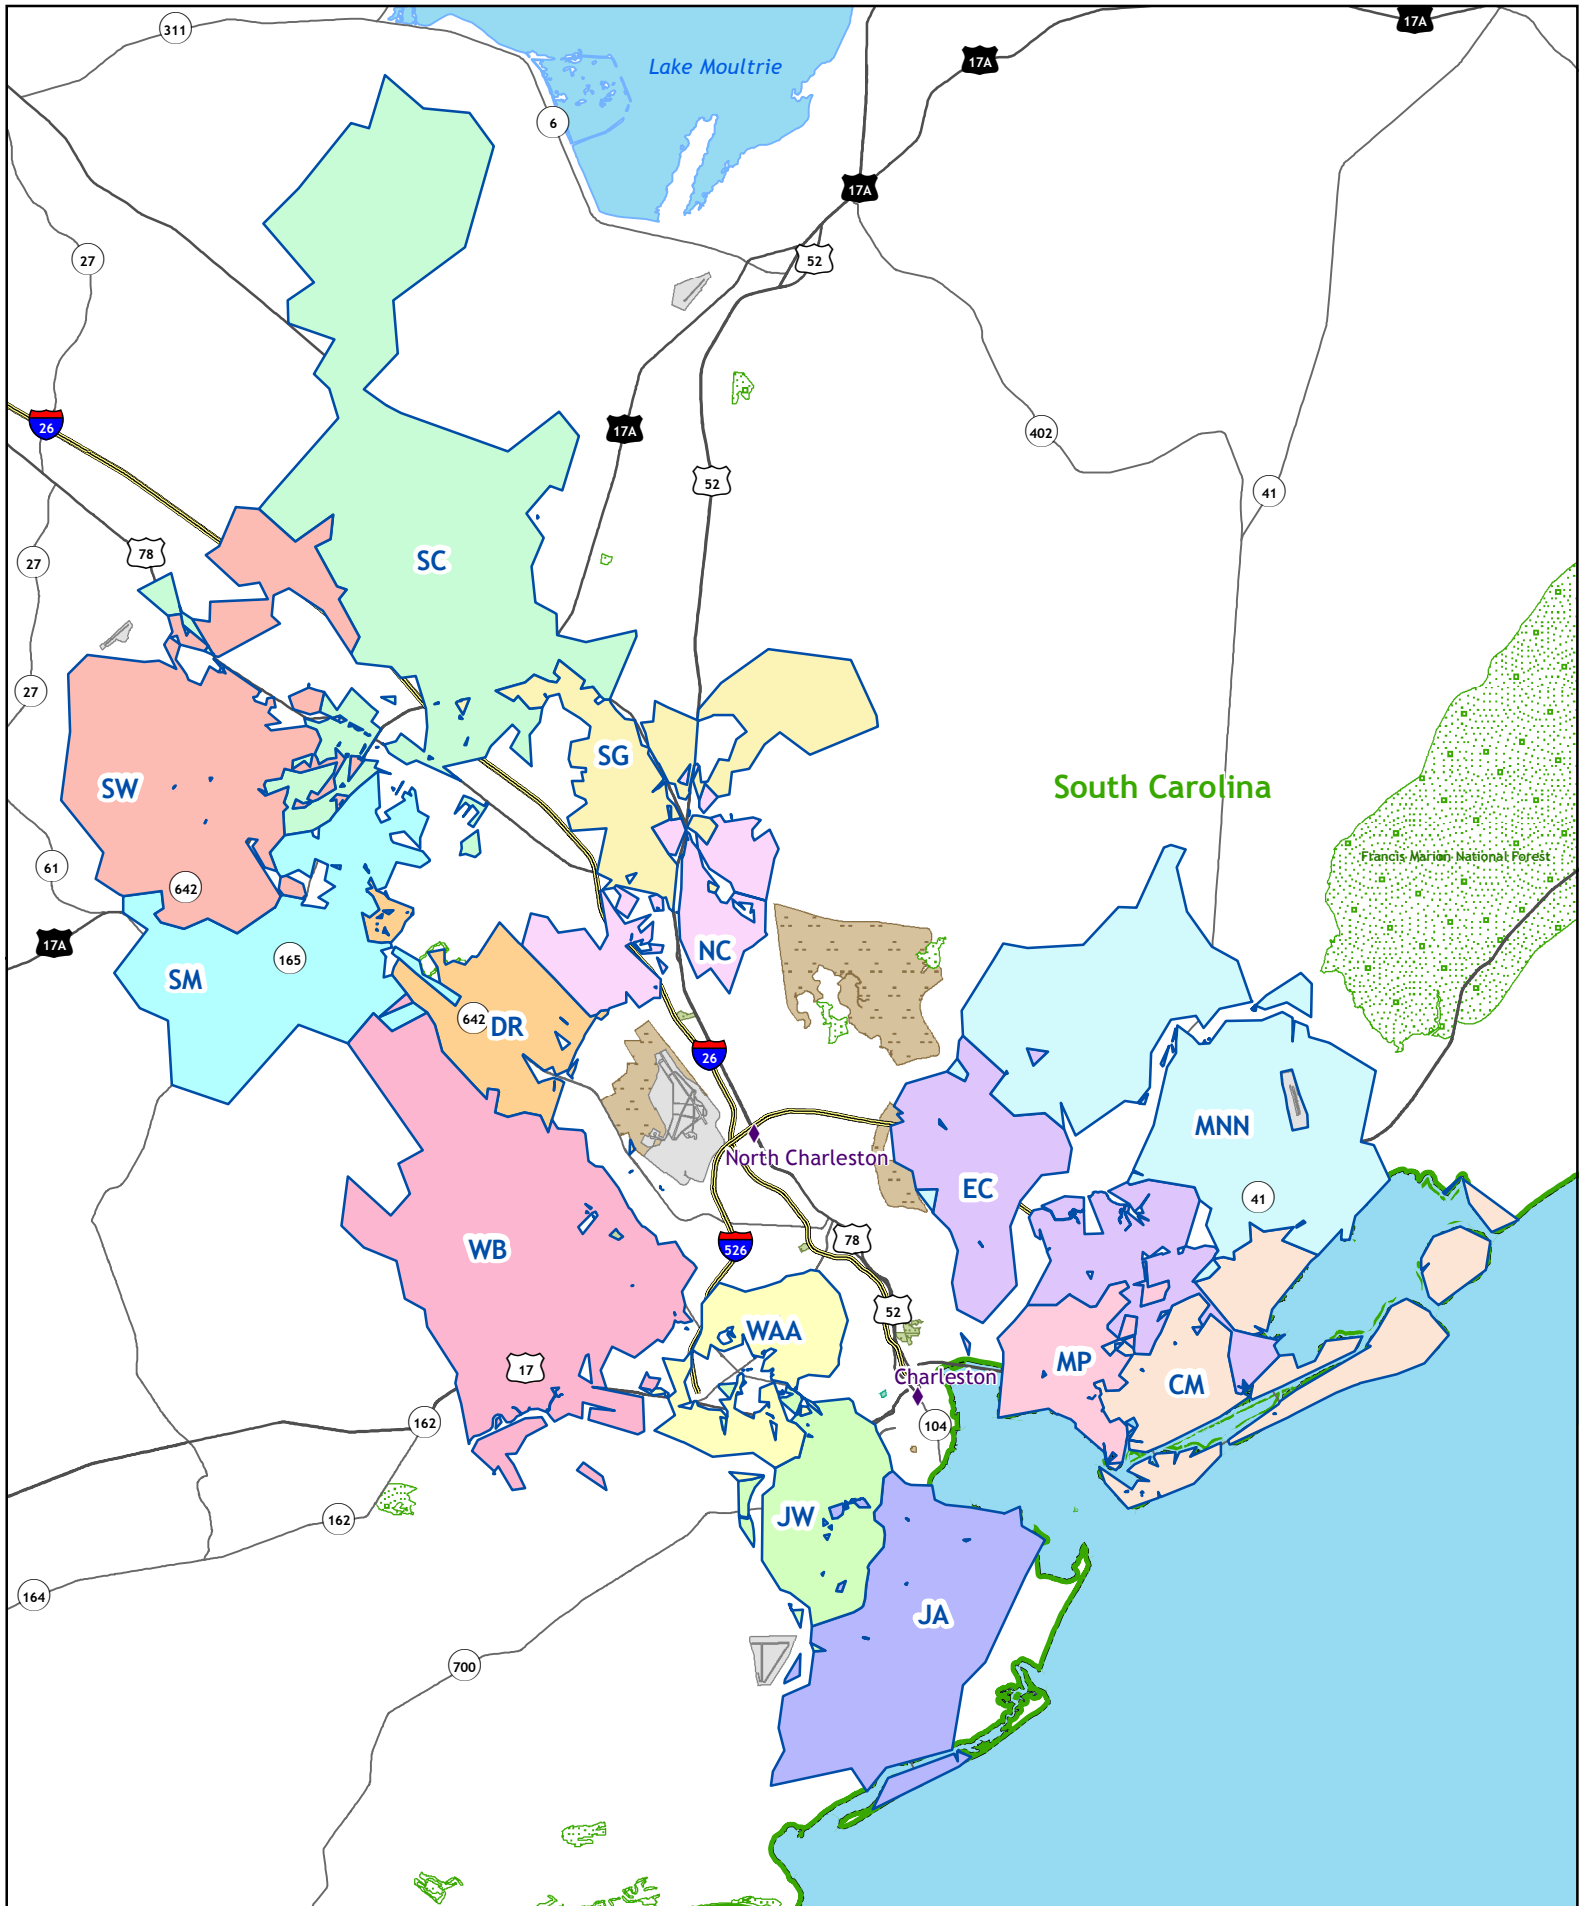 17A
311
Lake Moultrie
17A
6
17A
27
52
26
17A
402
52
41
78
SC
27
27
SG
SW
South Carolina
Francis Marion National Forest
61
642
17A
NC
165
SM
642
DR
26
MNN
North Charleston
EC
41
78
WB
526
52
WAA
MP
17
Charleston
CM
162
104
JW
162
164
JA
700